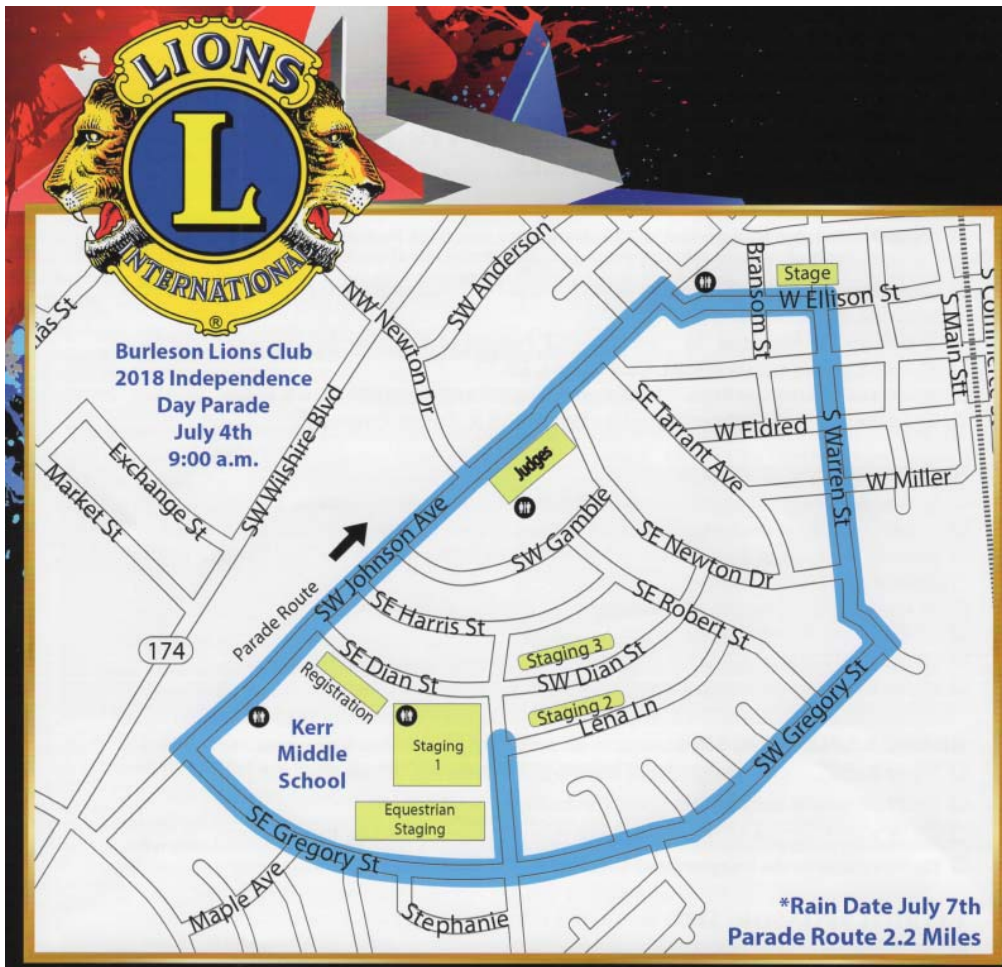 LIONS
L
INTERNATIONAL
®
Burleson Lions Club
2018 Independence
Day Parade
July 4th
9:00 a.m.
NW Newton Dr
SW Anderson
Bransom St
Stage
W Ellison St
S Main Stt
SW Wilshire Blvd
Exchange St
Market St
SE Tarrant Ave
W Eldred
S Warren St
W Miller
Judges
SW Johnson Ave
SW Gamble
SE Newton Dr
Parade Route
SE Harris St
SE Robert St
174
SE Dian St
Staging 3
SW Dian St
Registration
Staging 2
Lena Ln
Kerr
Middle
School
Staging
1
SW Gregory St
Equestrian
Staging
SE Gregory St
Maple Ave
Stephanie
*Rain Date July 7th
Parade Route 2.2 Miles